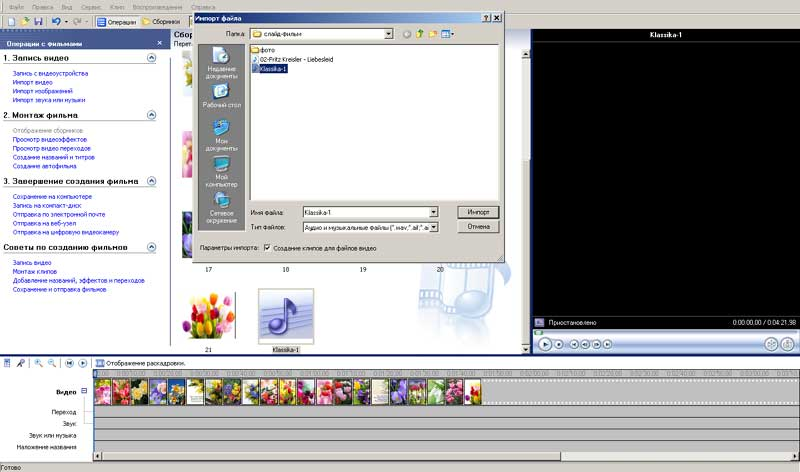 Файл Правка Вид Сервис Клип Воспроизведение Справка
Операции Сборники
Операции с фильмами
1. Запись видео
Запись с видеоустройства
Импорт видео
Импорт изображений
Импорт звука или музыки
2. Монтаж фильма
Отображение сборников
Просмотр видеоэффектов
Просмотр видео переходов
Создание названий и титров
Создание автофильма
3. Завершение создания фильма
Сохранение на компьютере
Запись на компакт-диск
Отправка по электронной почте
Отправка на веб-узел
Отправка на цифровую видеокамеру
Советы по созданию фильмов
Запись видео
Монтаж клипов
Добавление названий, эффектов и переходов
Сохранение и отправка фильмов
Импорт файла
Папка: слайд-фильм
Недавние документы
Рабочий стол
Мои документы
Мой компьютер
Сетевое окружение
фото
02-Fritz Kreisler - Liebesleid
Klassika-1
Имя файла: Klassika-1 Импорт
Тип файлов: Аудио и музыкальные файлы (*.wav,*.aif,*.ai Отмена
Параметры импорта: Создание клипов для файлов видео
17 18 19 20
21 Klassika-1
Klassika-1
Приостановлено 0:00:00,00 / 0:04:21,98
Отображение раскадровки.
Видео
Переход
Звук
Звук или музыка
Наложение названия
Готово